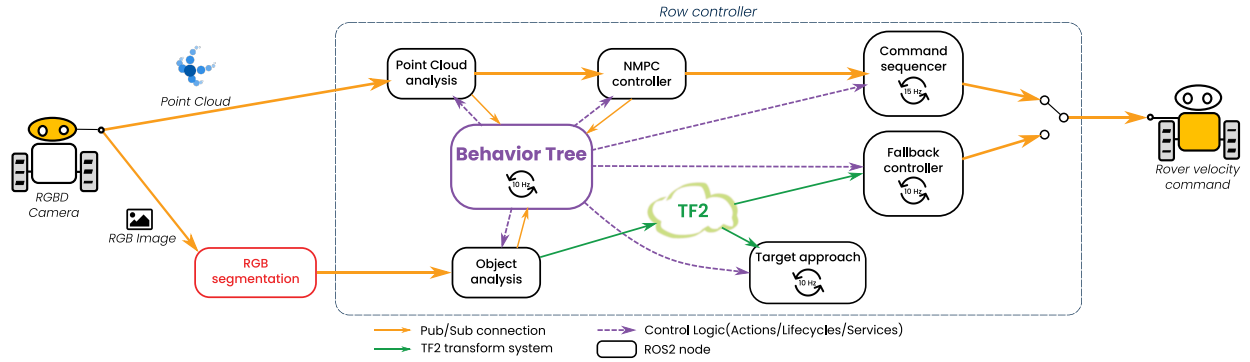 Row controller
Point Cloud
analysis
NMPC
controller
Command
sequencer
15 Hz
Point Cloud
RGBD
Camera
RGB Image
RGB
segmentation
Behavior Tree
10 Hz
Fallback
controller
10 Hz
TF2
Object
analysis
Target approach
10 Hz
Rover velocity
command
Pub/Sub connection
Control Logic(Actions/Lifecycles/Services)
TF2 transform system
ROS2 node